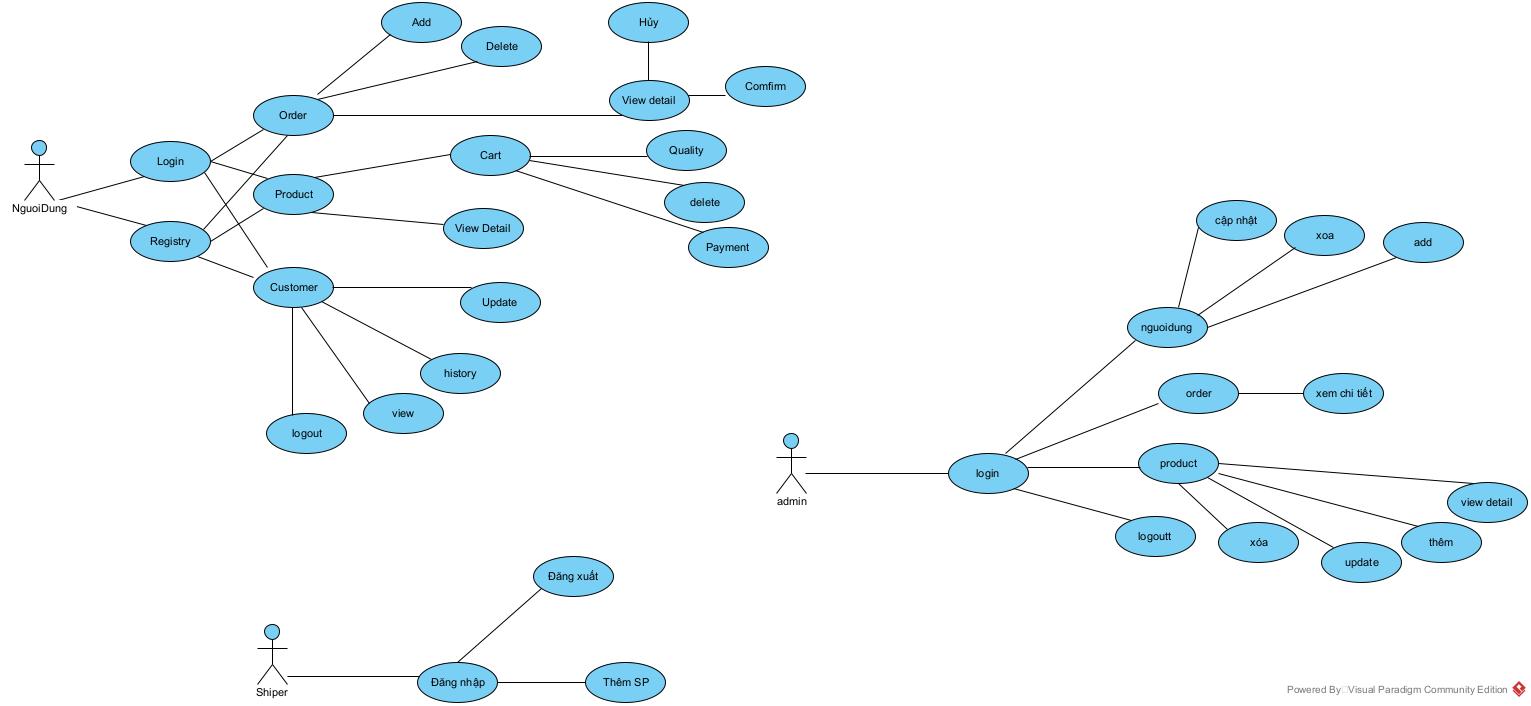 Add
Hủy
Delete
Comfirm
View detail
Order
Quality
Cart
Login
Product
delete
NguoiDung
cập nhật
View Detail
xoa
add
Registry
Payment
Customer
Update
nguoidung
history
order
xem chi tiết
view
logout
product
login
admin
view detail
logoutt
xóa
thêm
update
Đăng xuất
Đăng nhập
Thêm SP
Shiper
Powered By Visual Paradigm Community Edition